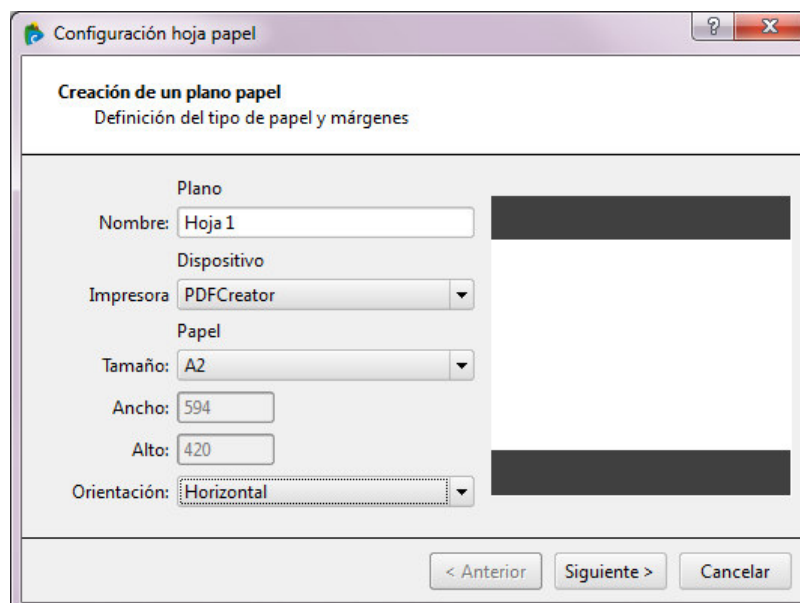 Configuración hoja papel
Creación de un plano papel
Definición del tipo de papel y márgenes
Plano
Nombre: Hoja 1
Dispositivo
Impresora PDFCreator
Papel
Tamaño: A2
Ancho: 594
Alto: 420
Orientación: Horizontal
< Anterior Siguiente > Cancelar